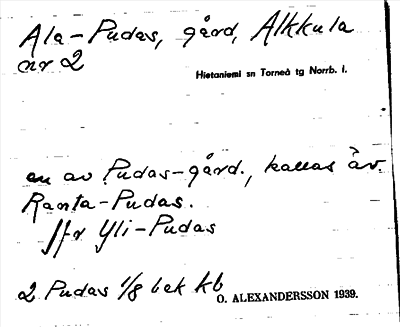 Ala-Pudas, gård, Alkkula
nr 2
Hietaniemi sn Torneå tg Norrb. l.
en av Pudas-gård., kallas äv.
Ranta-Pudas.
Jfr Yli-Pudas
2 Pudas 1/8 bek kb
O. ALEXANDERSSON 1939.